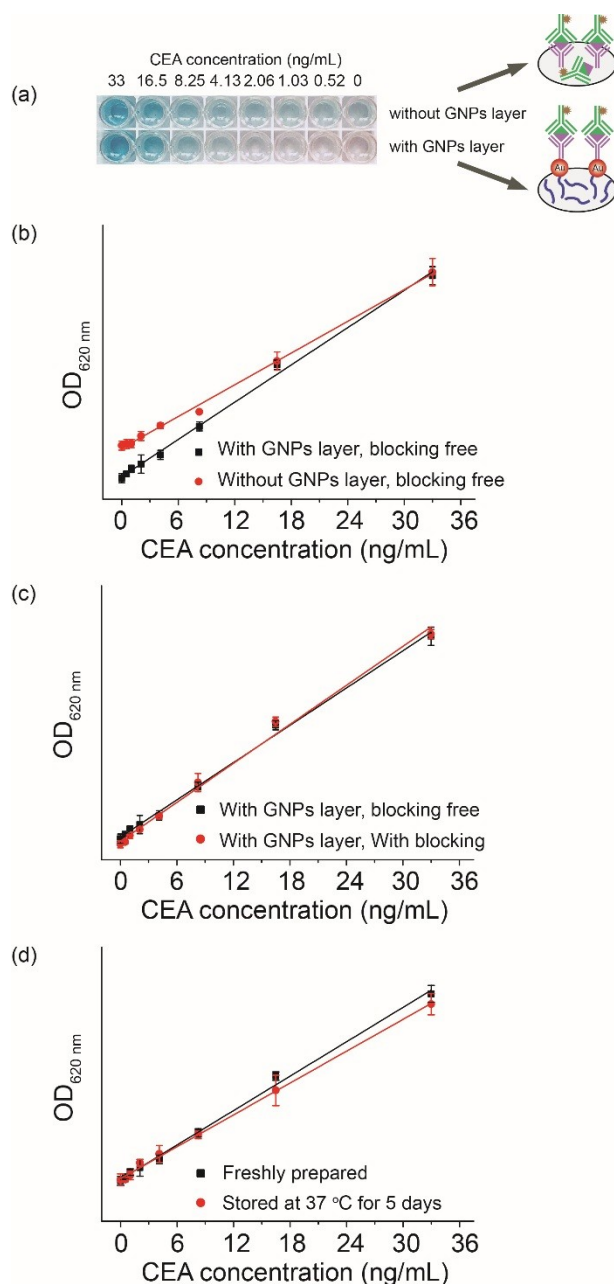 CEA concentration (ng/mL)
33 16.5 8.25 4.13 2.06 1.03 0.52 0
(a)
without GNPs layer
with GNPs layer
Au Au
(b)
OD620 nm
With GNPs layer, blocking free
Without GNPs layer, blocking free
0 6 12 18 24 30 36
CEA concentration (ng/mL)
(c)
OD620 nm
With GNPs layer, blocking free
With GNPs layer, With blocking
0 6 12 18 24 30 36
CEA concentration (ng/mL)
(d)
OD620 nm
Freshly prepared
Stored at 37 °C for 5 days
0 6 12 18 24 30 36
CEA concentration (ng/mL)